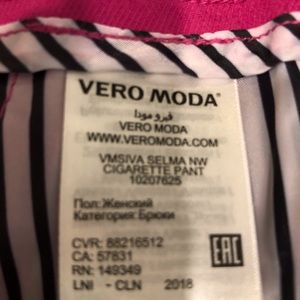 VERO MODA®
فيرو مودا
VERO MODA
WWW.VEROMODA.COM
VMSIVA SELMA NW
CIGARETTE PANT
10207625
Пол: Женский
Категория: Брюки
CVR: 88216512
CA: 57831
RN: 149349
LNI - CLN 2018
EAC